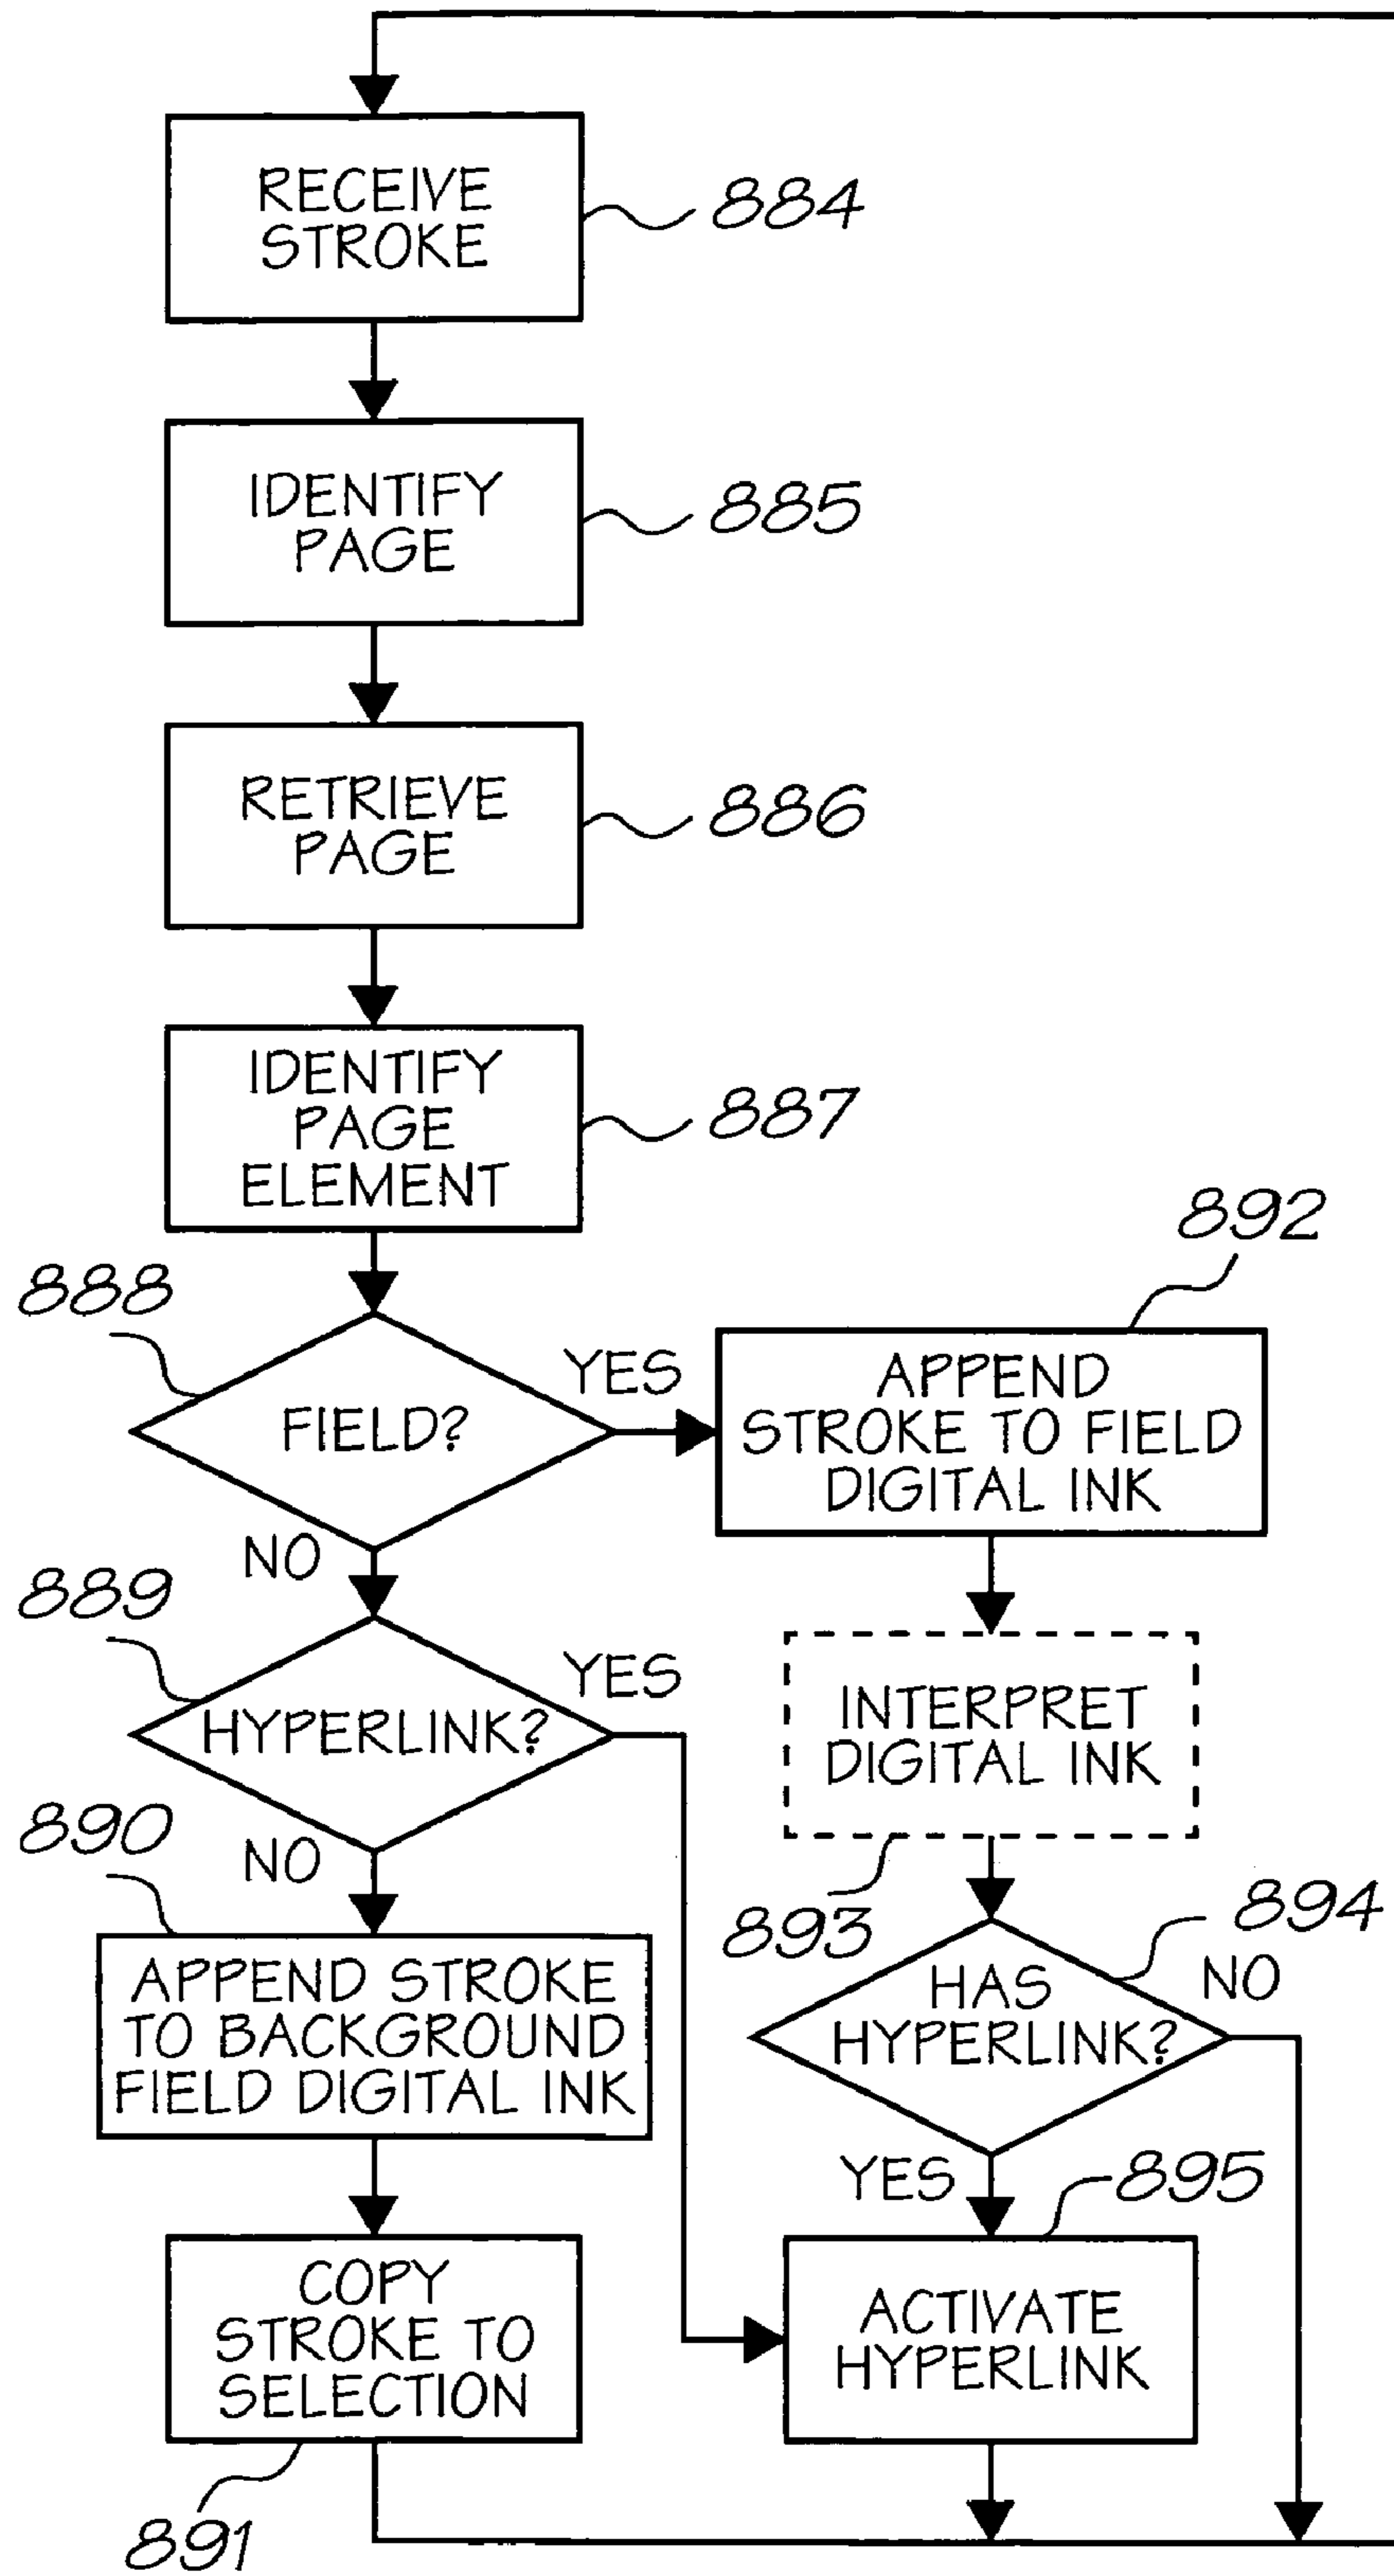 RECEIVE
STROKE
884
IDENTIFY
PAGE
885
RETRIEVE
PAGE
886
IDENTIFY
PAGE
ELEMENT
887
888
FIELD?
YES
NO
892
APPEND
STROKE TO FIELD
DIGITAL INK
889
HYPERLINK?
YES
NO
INTERPRET
DIGITAL INK
893
890
APPEND STROKE
TO BACKGROUND
FIELD DIGITAL INK
894
HAS
HYPERLINK?
NO
YES
895
COPY
STROKE TO
SELECTION
891
ACTIVATE
HYPERLINK